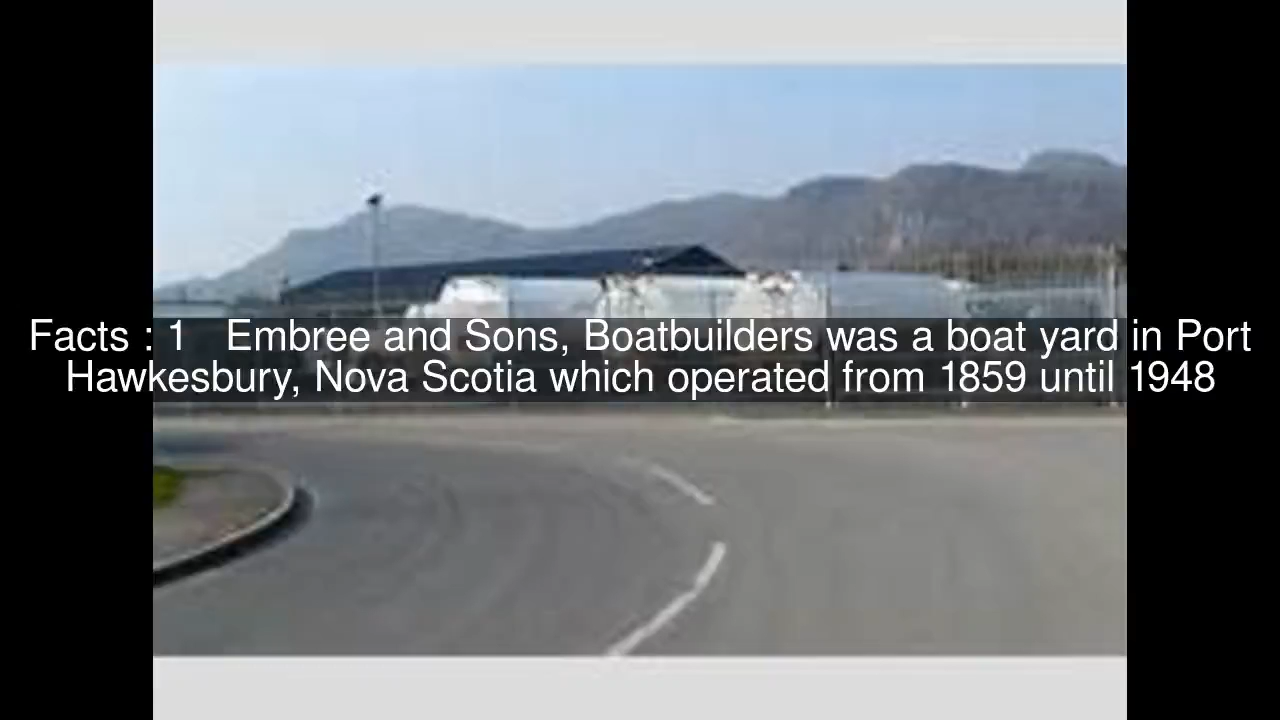 Facts : 1 Embree and Sons, Boatbuilders was a boat yard in Port
Hawkesbury, Nova Scotia which operated from 1859 until 1948